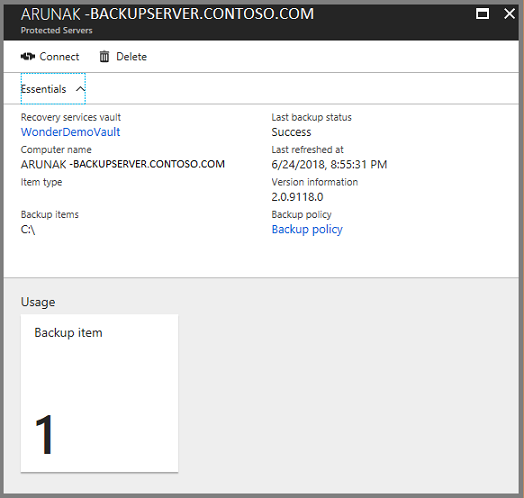 ARUNAK -BACKUPSERVER.CONTOSO.COM
Protected Servers
Connect Delete
Essentials
Recovery services vault Last backup status
WonderDemoVault Success
Computer name Last refreshed at
ARUNAK -BACKUPSERVER.CONTOSO.COM 6/24/2018, 8:55:31 PM
Item type Version information
2.0.9118.0
Backup items Backup policy
C:\ Backup policy
Usage
Backup item
1